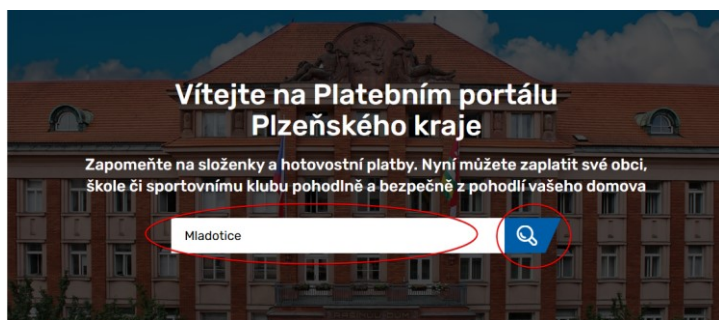 Vítejte na Platebním portálu
Plzeňského kraje
Zapomeňte na složenky a hotovostní platby. Nyní můžete zaplatit své obci,
škole či sportovnímu klubu pohodlně a bezpečně z pohodlí vašeho domova
Mladotice